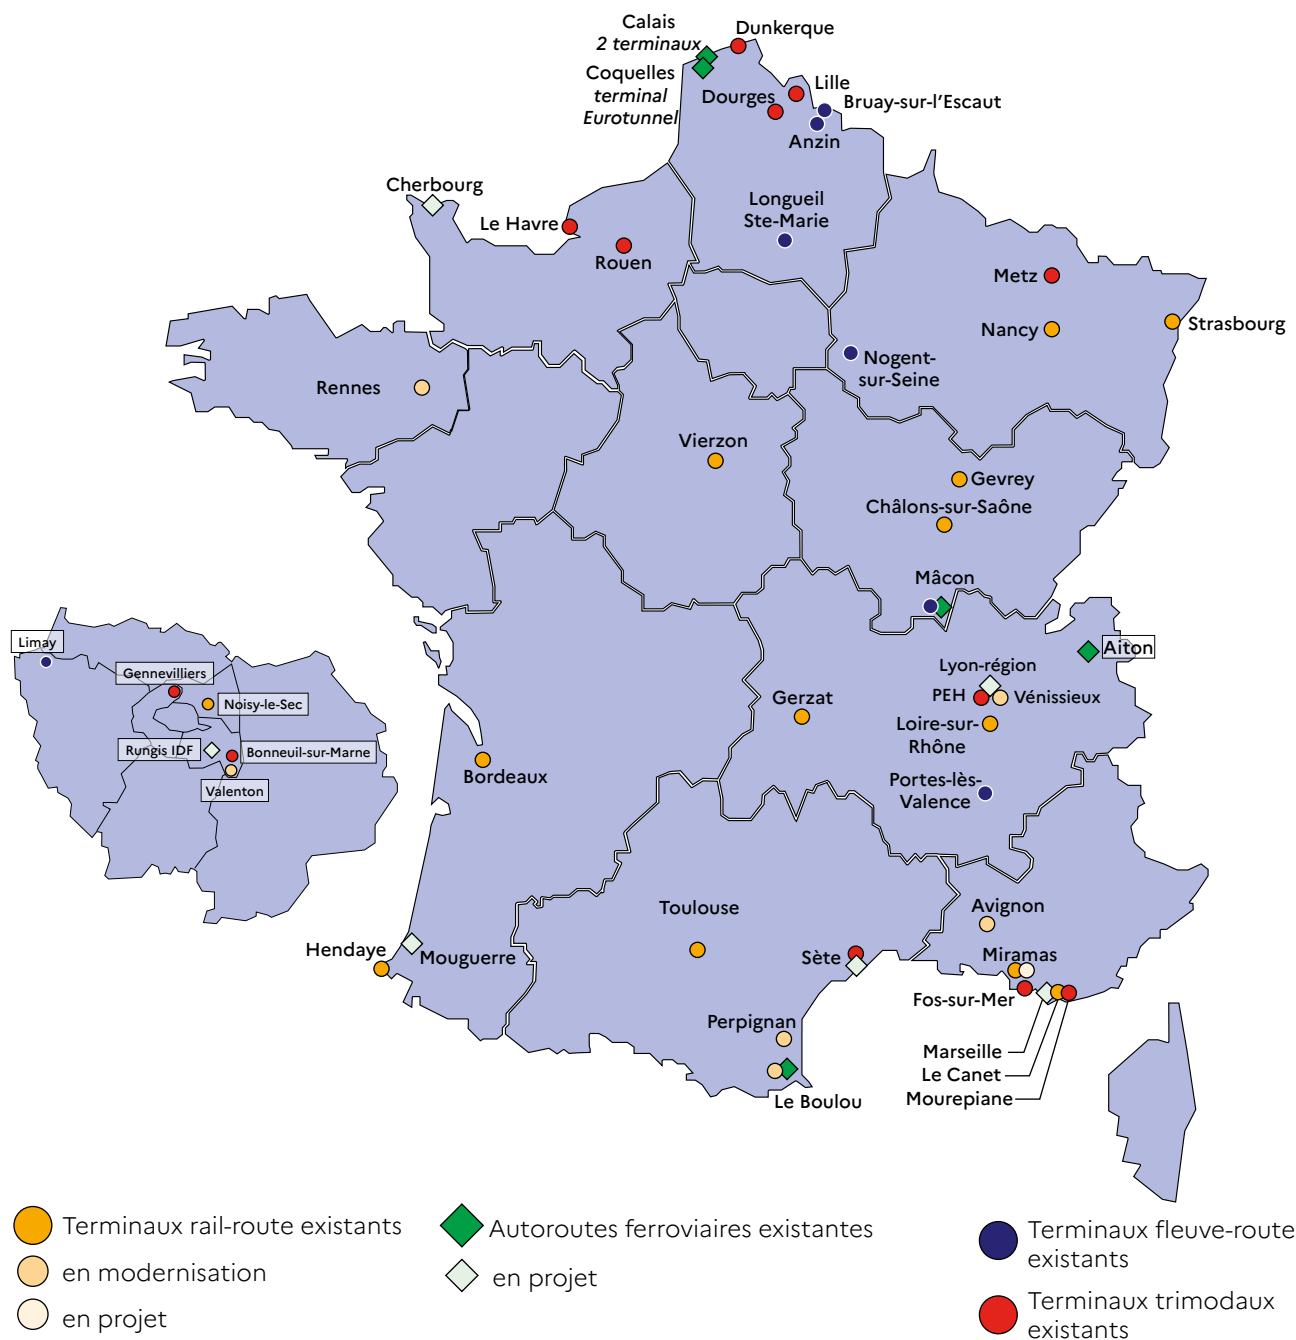 Calais
2 terminaux
Dunkerque
Coquelles
terminal
Eurotunnel
Lille
Dourges
Bruay-sur-l'Escaut
Anzin
Cherbourg
Le Havre
Rouen
Longueil
Ste-Marie
Metz
Nancy
Strasbourg
Nogent-
sur-Seine
Rennes
Vierzon
Gevrey
Châlons-sur-Saône
Mâcon
Aiton
Lyon-région
PEH
Vénissieux
Loire-sur-
Rhône
Gerzat
Portes-lès-
Valence
Limay
Gennevilliers
Noisy-le-Sec
Rungis IDF
Bonneuil-sur-Marne
Valenton
Bordeaux
Toulouse
Avignon
Hendaye
Mouguerre
Sète
Miramas
Fos-sur-Mer
Perpignan
Marseille
Le Canet
Mourepiane
Le Boulou
Terminaux rail-route existants
en modernisation
en projet
Autoroutes ferroviaires existantes
en projet
Terminaux fleuve-route
existants
Terminaux trimodaux
existants